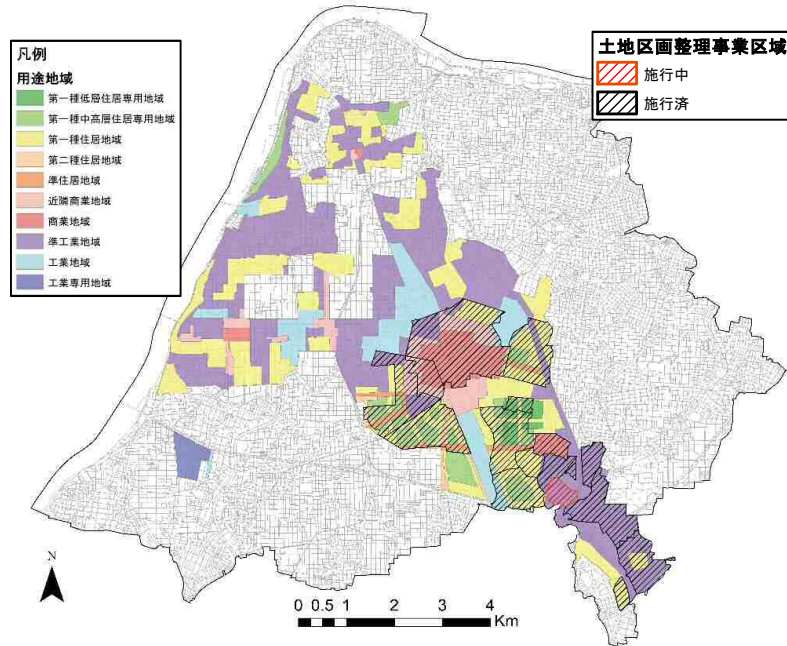 凡例
用途地域
第一種低層住居専用地域
第一種中高層住居専用地域
第一種住居地域
第二種住居地域
準住居地域
近隣商業地域
商業地域
準工業地域
工業地域
工業専用地域
土地区画整理事業区域
施行中
施行済
N
0 0.5 1 2 3 4
Km